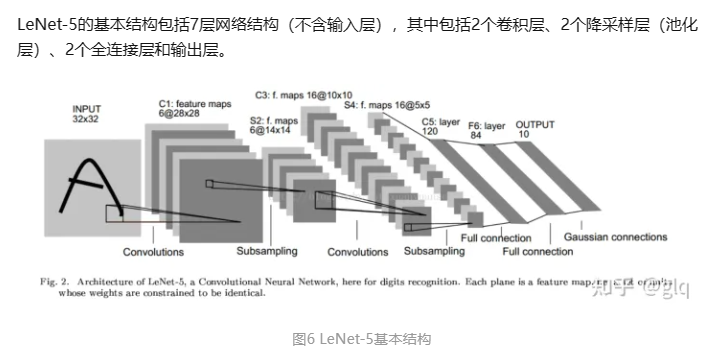 LeNet-5的基本结构包括7层网络结构（不含输入层），其中包括2个卷积层、2个降采样层（池化
层）、2个全连接层和输出层。
INPUT
32x32
C1: feature maps
6@28x28
S2: f. maps
6@14x14
C3: f. maps 16@10x10
S4: f. maps 16@5x5
C5: layer
120
F6: layer
84
OUTPUT
10
Convolutions
Subsampling
Convolutions
Subsampling
Full connection
Full connection
Gaussian connections
Fig. 2. Architecture of LeNet-5, a Convolutional Neural Network, here for digits recognition. Each plane is a feature map,
whose weights are constrained to be identical.
知乎 @glq
图6 LeNet-5基本结构